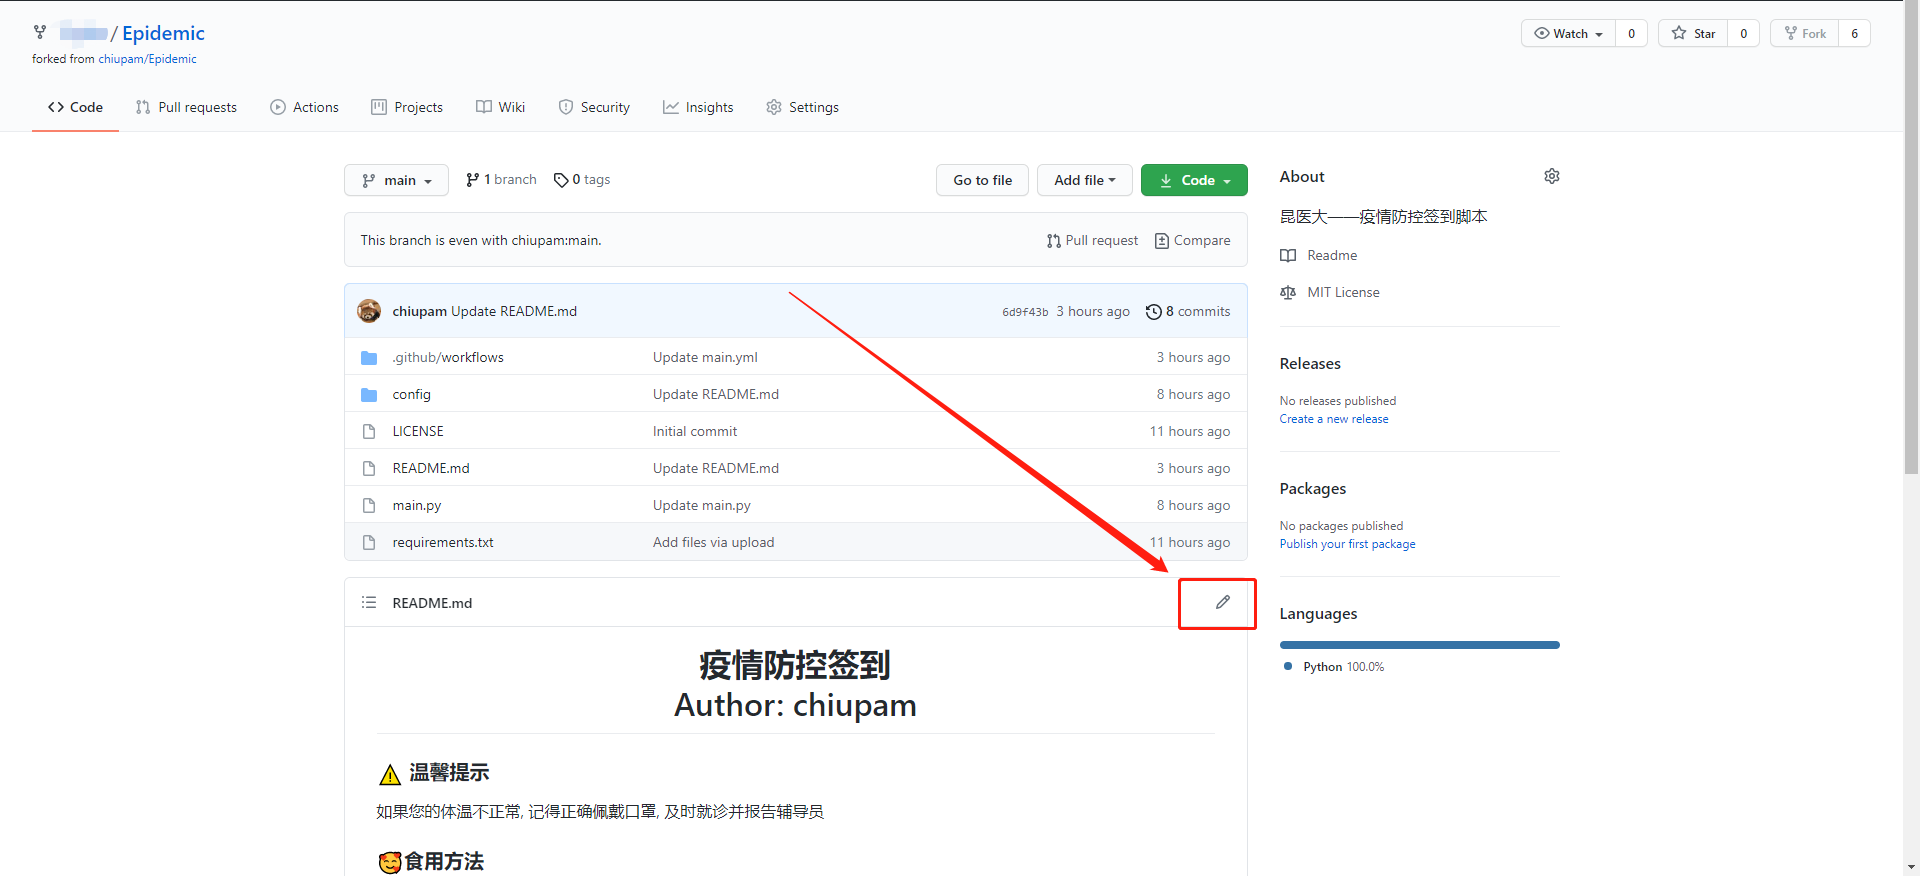 / Epidemic
forked from chiupam/Epidemic
Watch 0 Star 0 Fork 6
Code Pull requests Actions Projects Wiki Security Insights Settings
main 1 branch 0 tags Go to file Add file Code
This branch is even with chiupam:main. Pull request Compare
chiupam Update README.md 6d9f43b 3 hours ago 8 commits
.github/workflows Update main.yml 3 hours ago
config Update README.md 8 hours ago
LICENSE Initial commit 11 hours ago
README.md Update README.md 3 hours ago
main.py Update main.py 8 hours ago
requirements.txt Add files via upload 11 hours ago
README.md
疫情防控签到
Author: chiupam
温馨提示
如果您的体温不正常, 记得正确佩戴口罩, 及时就诊并报告辅导员
食用方法
About
昆医大——疫情防控签到脚本
Readme
MIT License
Releases
No releases published
Create a new release
Packages
No packages published
Publish your first package
Languages
Python 100.0%